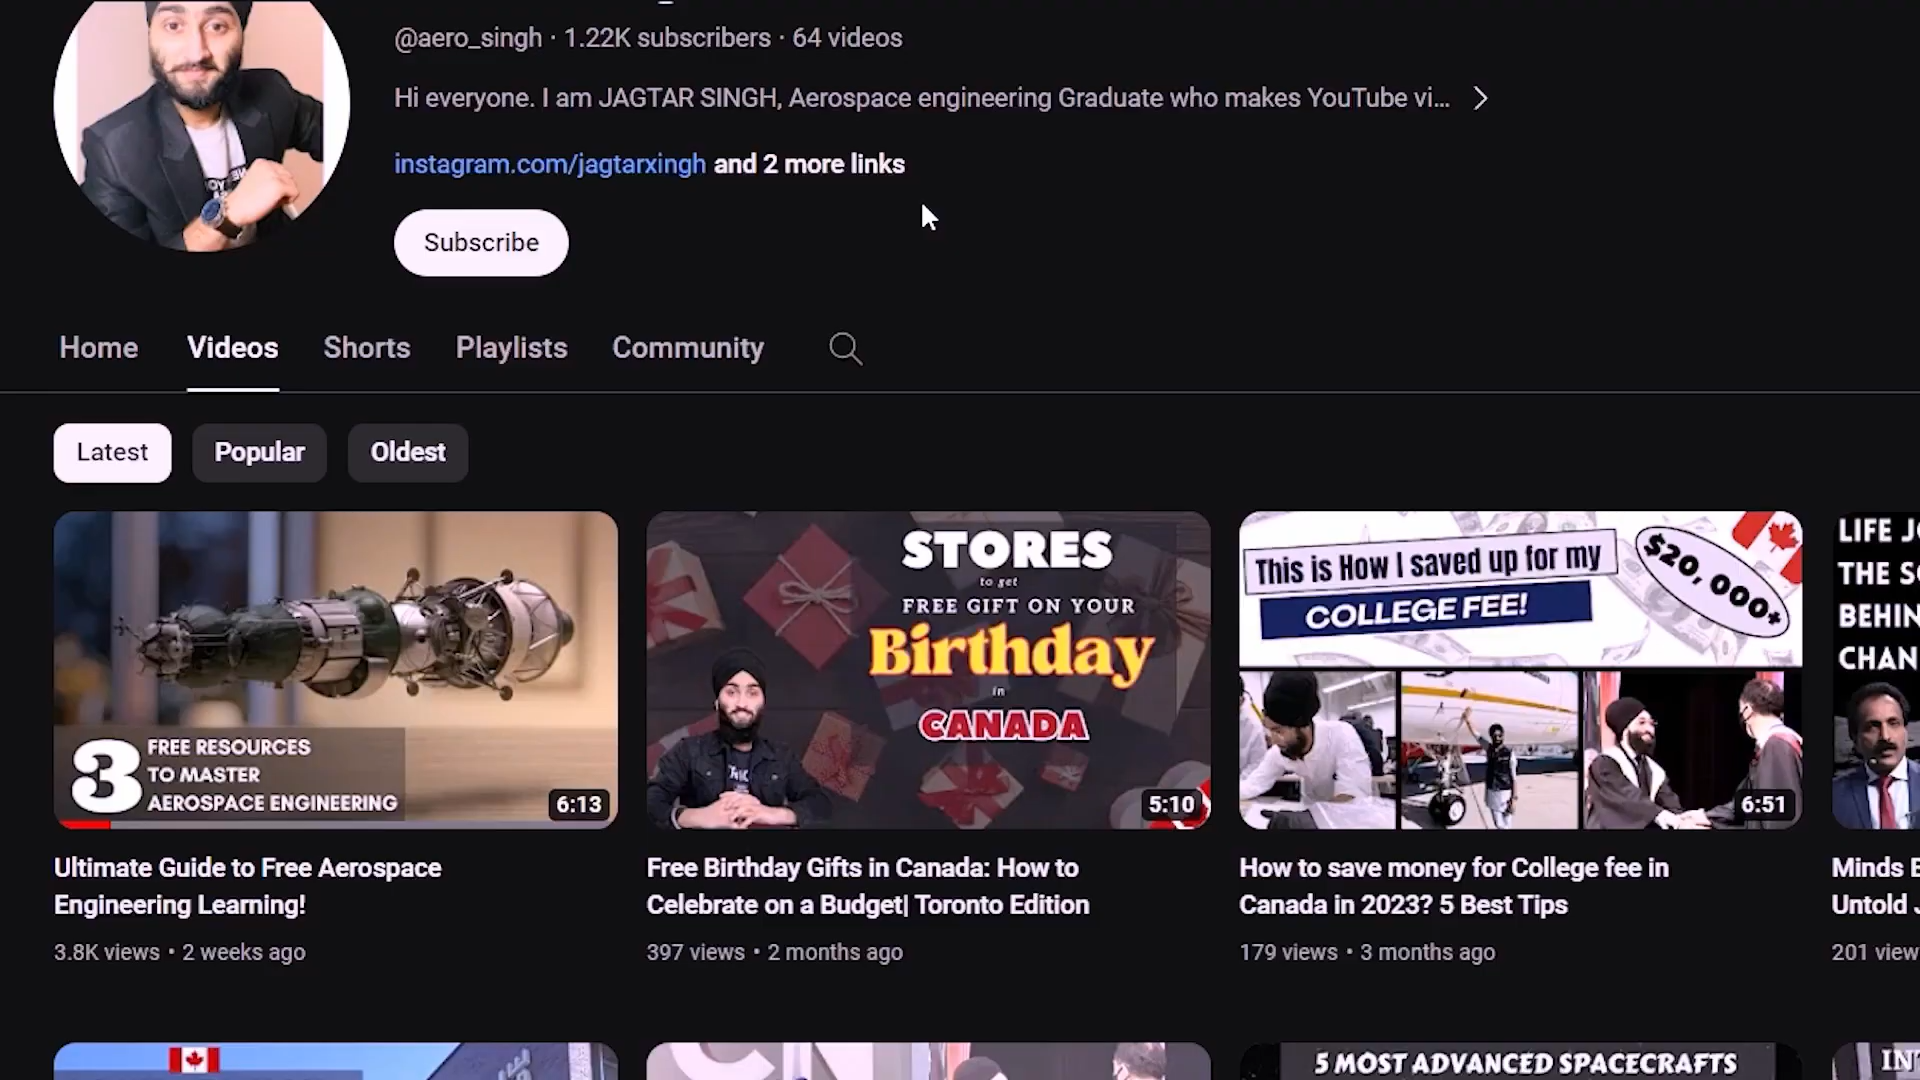 @aero_singh · 1.22K subscribers · 64 videos
Hi everyone. I am JAGTAR SINGH, Aerospace engineering Graduate who makes YouTube vi...
instagram.com/jagtarxingh and 2 more links
Subscribe
Home Videos Shorts Playlists Community
Latest Popular Oldest
3 FREE RESOURCES
TO MASTER
AEROSPACE ENGINEERING
6:13
STORES
to get
FREE GIFT ON YOUR
Birthday
in
CANADA
5:10
This is How I saved up for my
COLLEGE FEE!
$20,000+
6:51
LIFE
THE
Ultimate Guide to Free Aerospace
Engineering Learning!
3.8K views • 2 weeks ago
Free Birthday Gifts in Canada: How to
Celebrate on a Budget| Toronto Edition
397 views • 2 months ago
How to save money for College fee in
Canada in 2023? 5 Best Tips
179 views • 3 months ago
Minds
Untold
201
5 MOST ADVANCED SPACECRAFTS